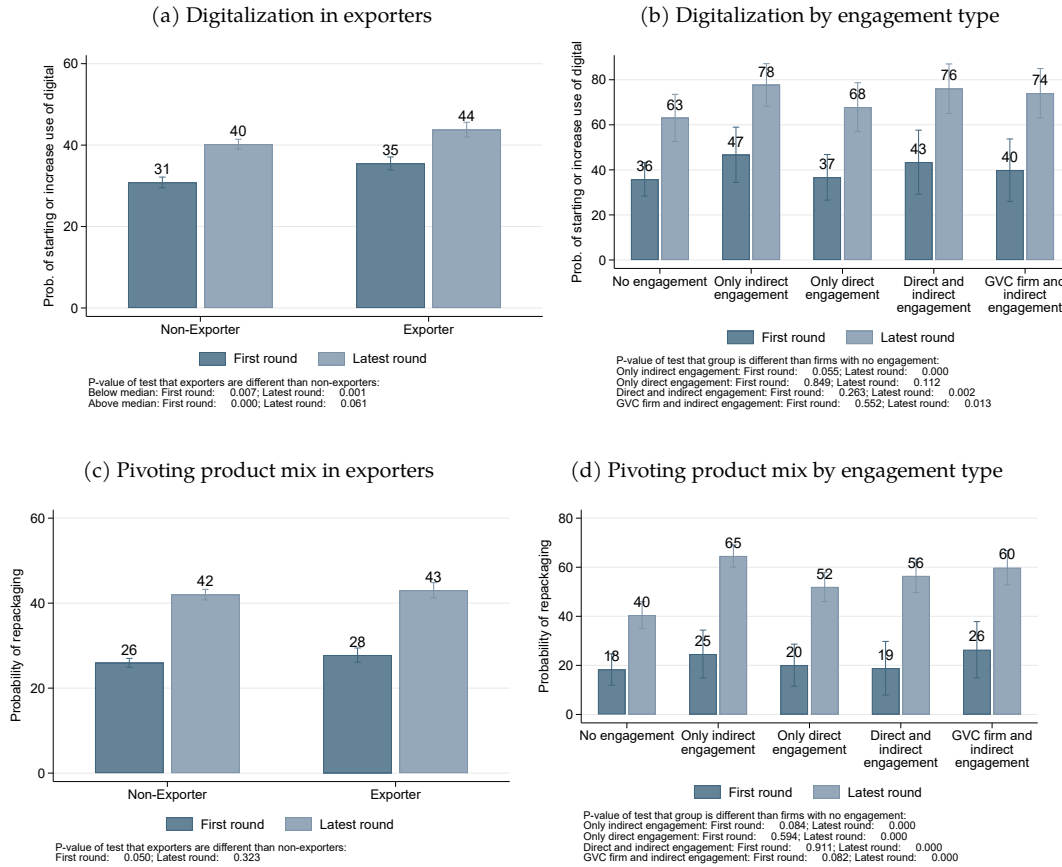 (a) Digitalization in exporters
Prob. of starting or increase use of digital
60
40
20
0
31
40
35
44
Non-Exporter
Exporter
First round
Latest round
P-value of test that exporters are different than non-exporters:
Below median: First round: 0.007; Latest round: 0.001
Above median: First round: 0.000; Latest round: 0.061
(b) Digitalization by engagement type
Prob. of starting or increase use of digital
80
60
40
20
0
36
63
47
78
37
68
43
76
40
74
No engagement
Only indirect
engagement
Only direct
engagement
Direct and
indirect
engagement
GVC firm and
indirect
engagement
First round
Latest round
P-value of test that group is different than firms with no engagement:
Only indirect engagement: First round: 0.055; Latest round: 0.000
Only direct engagement: First round: 0.849; Latest round: 0.112
Direct and indirect engagement: First round: 0.263; Latest round: 0.002
GVC firm and indirect engagement: First round: 0.552; Latest round: 0.013
(c) Pivoting product mix in exporters
Probability of repackaging
60
40
20
0
26
42
28
43
Non-Exporter
Exporter
First round
Latest round
P-value of test that exporters are different than non-exporters:
First round: 0.050; Latest round: 0.323
(d) Pivoting product mix by engagement type
Probability of repackaging
80
60
40
20
0
18
40
25
65
20
52
19
56
26
60
No engagement
Only indirect
engagement
Only direct
engagement
Direct and
indirect
engagement
GVC firm and
indirect
engagement
First round
Latest round
P-value of test that group is different than firms with no engagement:
Only indirect engagement: First round: 0.084; Latest round: 0.000
Only direct engagement: First round: 0.594; Latest round: 0.000
Direct and indirect engagement: First round: 0.911; Latest round: 0.000
GVC firm and indirect engagement: First round: 0.082; Latest round: 0.000